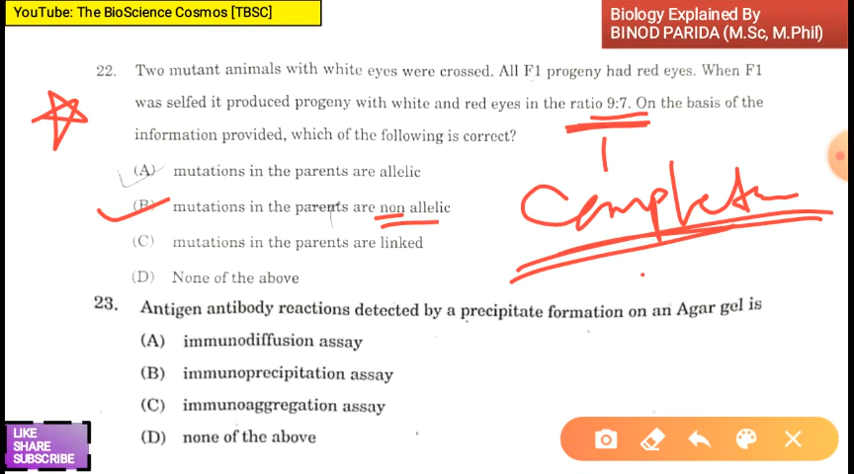 YouTube: The BioScience Cosmos [TBSC]
Biology Explained By
BINOD PARIDA (M.Sc, M.Phil)
22. Two mutant animals with white eyes were crossed. All F1 progeny had red eyes. When F1
was selfed it produced progeny with white and red eyes in the ratio 9:7. On the basis of the
information provided, which of the following is correct?
(A) mutations in the parents are allelic
(B) mutations in the parents are non allelic
(C) mutations in the parents are linked
(D) None of the above
23. Antigen antibody reactions detected by a precipitate formation on an Agar gel is
(A) immunodiffusion assay
(B) immunoprecipitation assay
(C) immunoaggregation assay
(D) none of the above
LIKE
SHARE
SUBSCRIBE